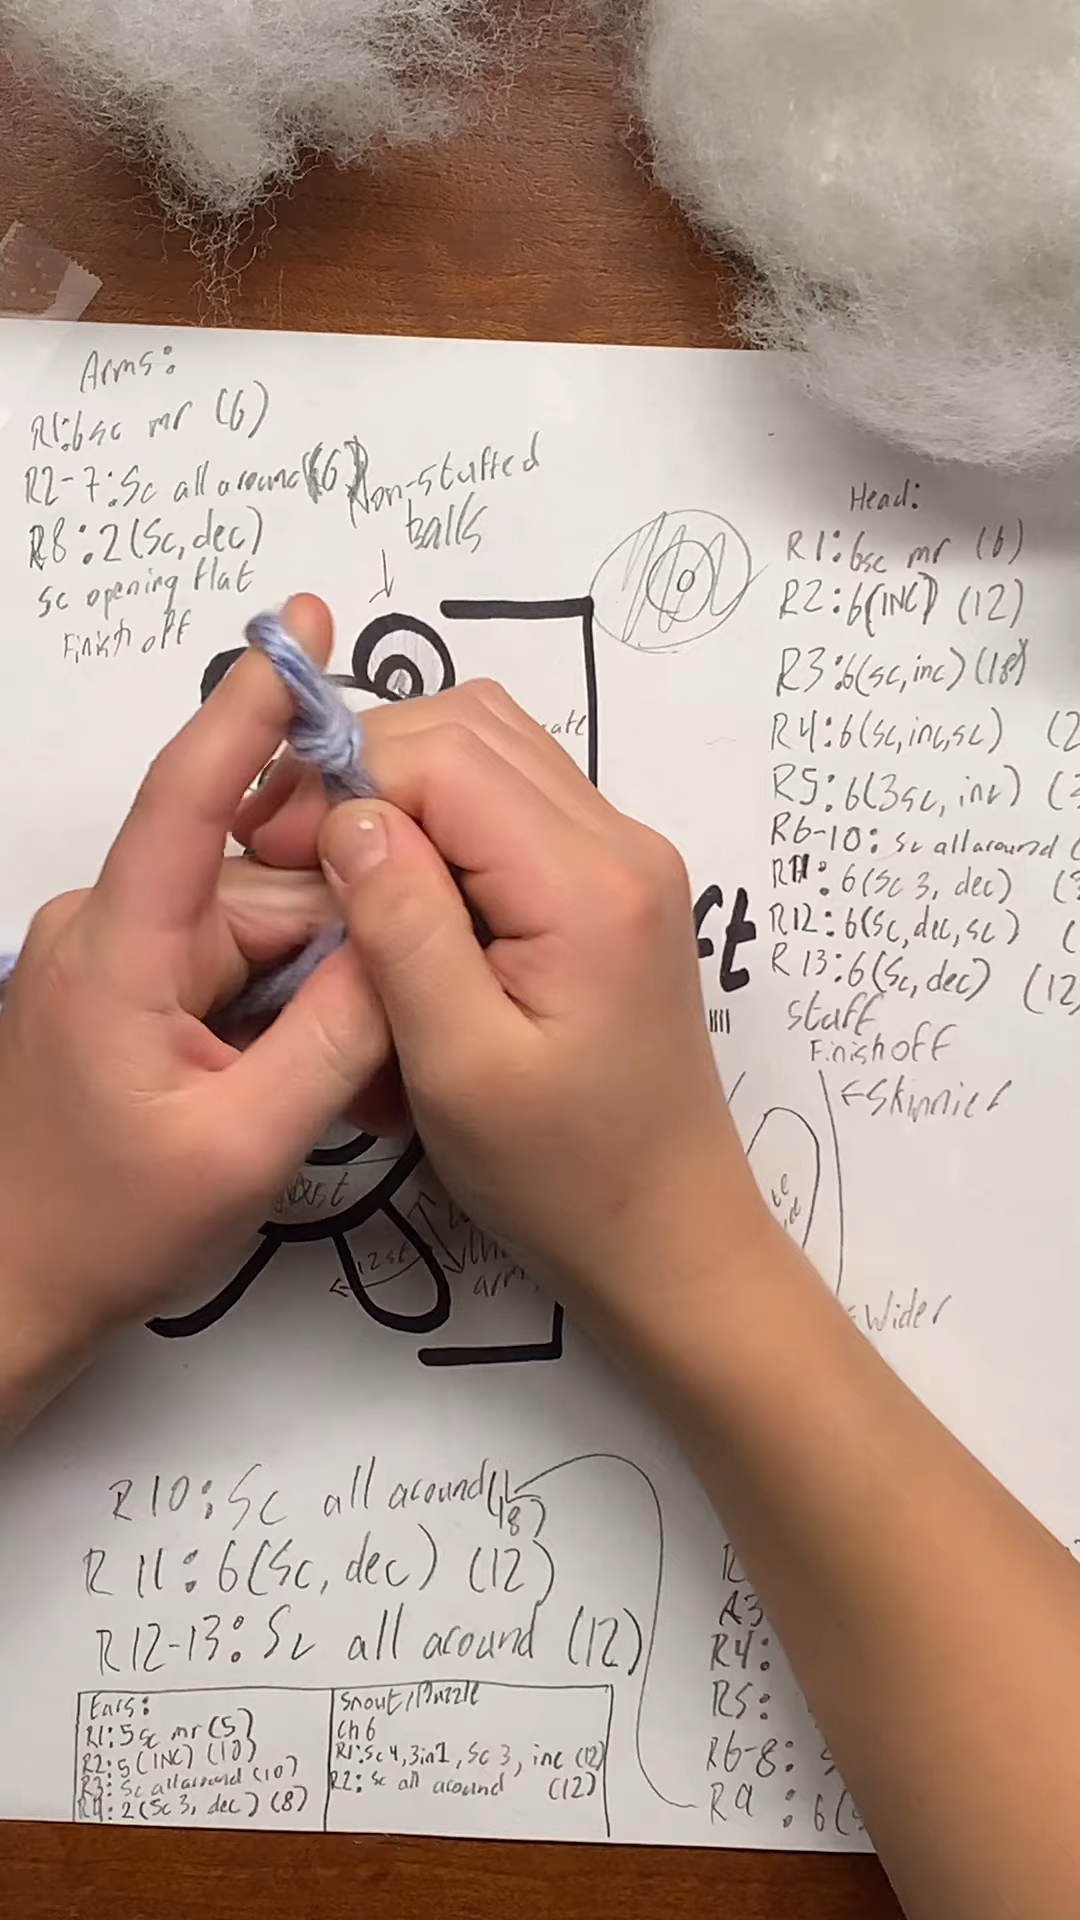 Arms:
R1:6sc mr (6)
R2-7:Sc all around (6)
R8:2(Sc,dec)
sc opening flat
Finish off
Non-stuffed
balls
Head:
R1:6sc mr (6)
R2:6(INC) (12)
R3:6(sc,inc)(18)
R4:6(sc,inc,sc)
R5:6(3sc, inc)
R6-10: Sc all around
R11: 6(Sc 3, dec)
R12:6(Sc,dec,sc)
R13:6(Sc,dec) (12)
staff
Finish off
←Skinnier
12st
arm
Wider
R10:Sc all around(18)
R11:6(Sc,dec) (12)
R12-13:Sc all around (12)
Ears:
R1:5sc mr(5)
R2:5(INC) (10)
R3:Sc all around (10)
R4:2(Sc 3, dec) (8)
Snout/Muzzle
Ch 6
R1:Sc 4,3in1,Sc 3, inc (12)
R2: Sc all around (12)
R4:
R5:
R6-8:
R9 : 6(